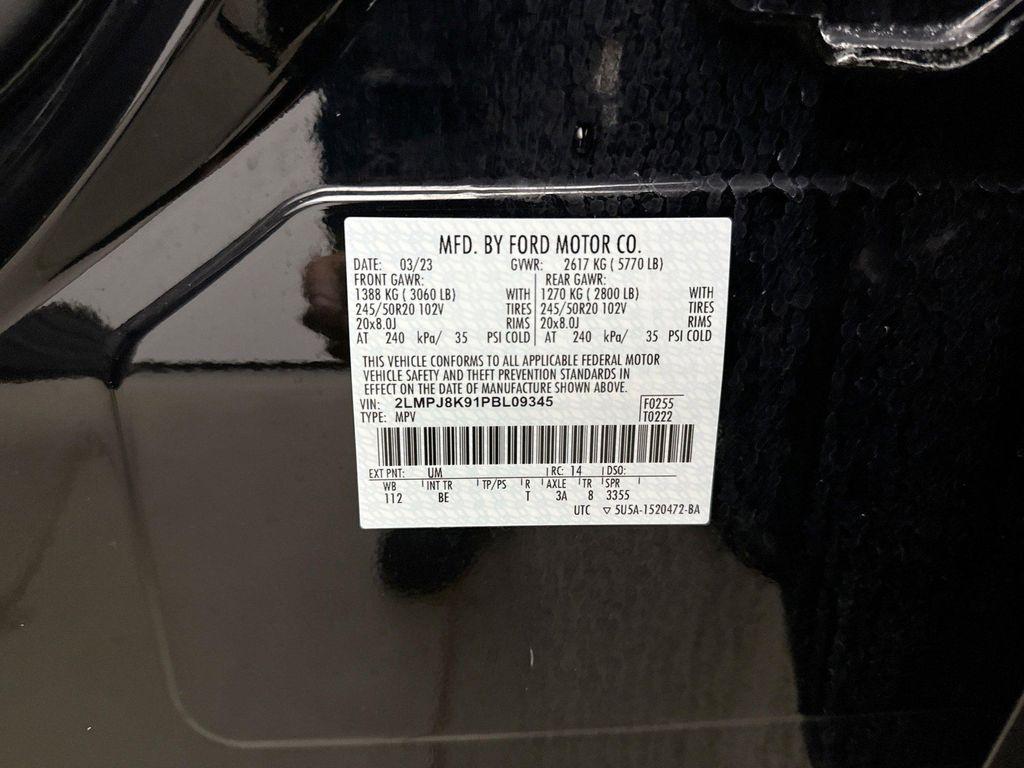 MFD. BY FORD MOTOR CO.
DATE: 03/23 GVWR: 2617 KG ( 5770 LB)
FRONT GAWR: REAR GAWR:
1388 KG ( 3060 LB) WITH 1270 KG ( 2800 LB) WITH
245/50R20 102V TIRES 245/50R20 102V TIRES
20x8.0J RIMS 20x8.0J RIMS
AT 240 kPa/ 35 PSI COLD AT 240 kPa/ 35 PSI COLD
THIS VEHICLE CONFORMS TO ALL APPLICABLE FEDERAL MOTOR
VEHICLE SAFETY AND THEFT PREVENTION STANDARDS IN
EFFECT ON THE DATE OF MANUFACTURE SHOWN ABOVE.
VIN: 2LMPJ8K91PBL09345 F0255
TYPE: MPV T0222
EXT PNT: UM RC: 14 DSO:
WB INT TR TP/PS R AXLE TR SPR
112 BE T 3A 8 3355
UTC ▽ 5U5A-1520472-BA